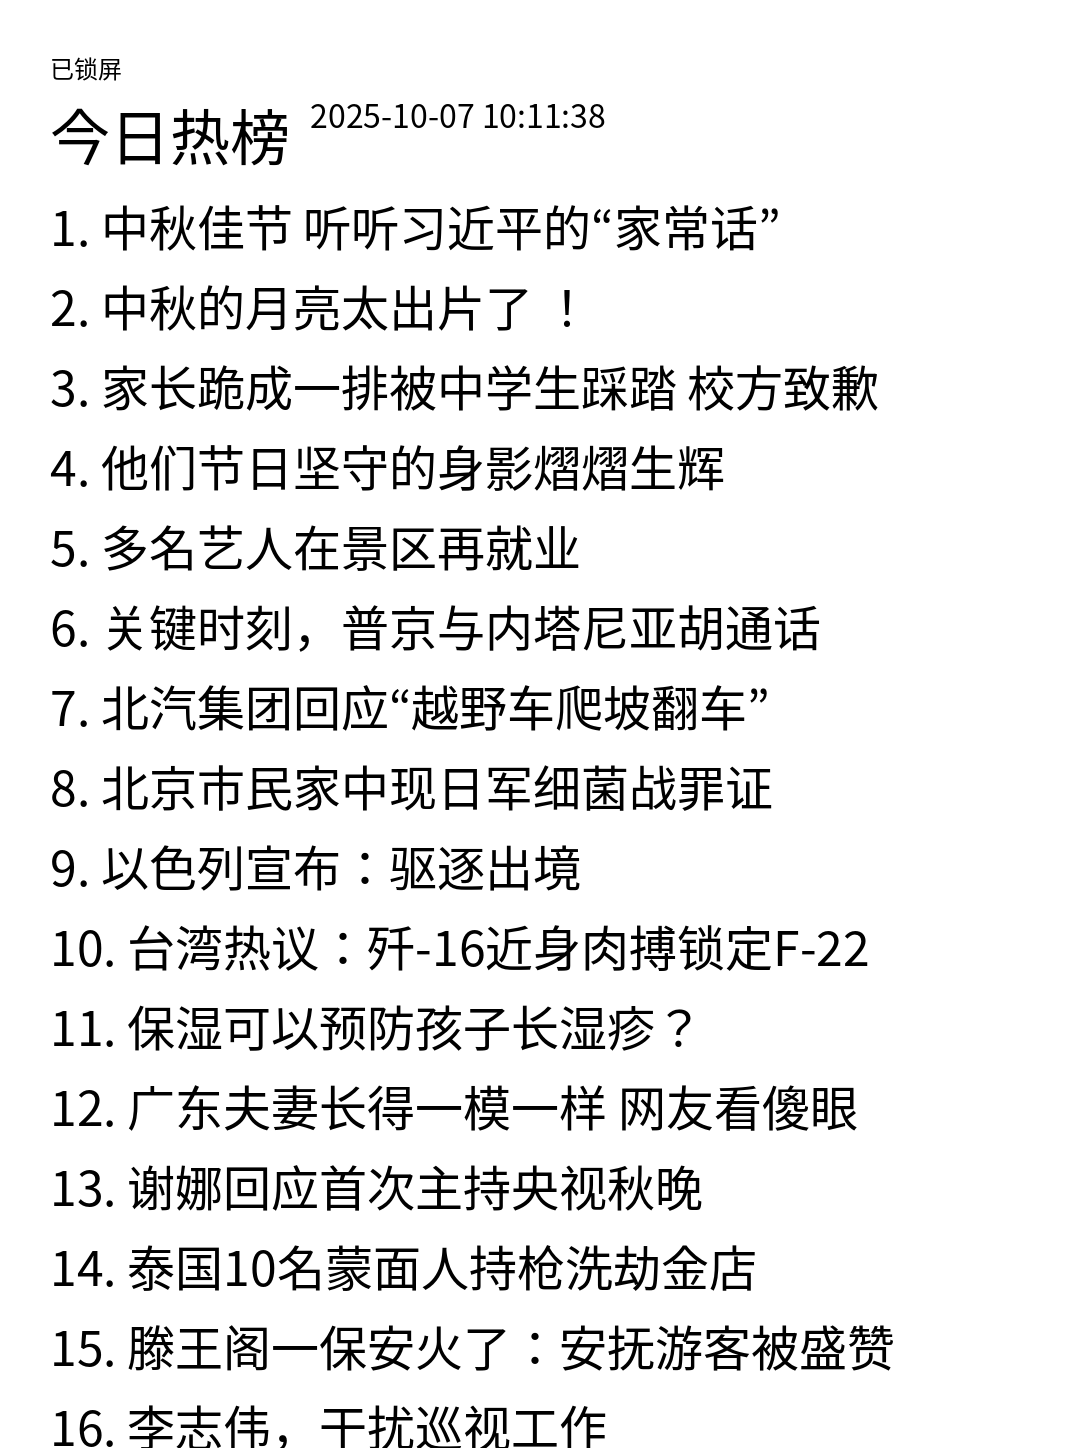 已锁屏
今日热榜 2025-10-07 10:11:38
1. 中秋佳节 听听习近平的“家常话”
2. 中秋的月亮太出片了 ！
3. 家长跪成一排被中学生踩踏 校方致歉
4. 他们节日坚守的身影熠熠生辉
5. 多名艺人在景区再就业
6. 关键时刻，普京与内塔尼亚胡通话
7. 北汽集团回应“越野车爬坡翻车”
8. 北京市民家中现日军细菌战罪证
9. 以色列宣布：驱逐出境
10. 台湾热议：歼-16近身肉搏锁定F-22
11. 保湿可以预防孩子长湿疹？
12. 广东夫妻长得一模一样 网友看傻眼
13. 谢娜回应首次主持央视秋晚
14. 泰国10名蒙面人持枪洗劫金店
15. 滕王阁一保安火了：安抚游客被盛赞
16. 李志伟，干扰巡视工作